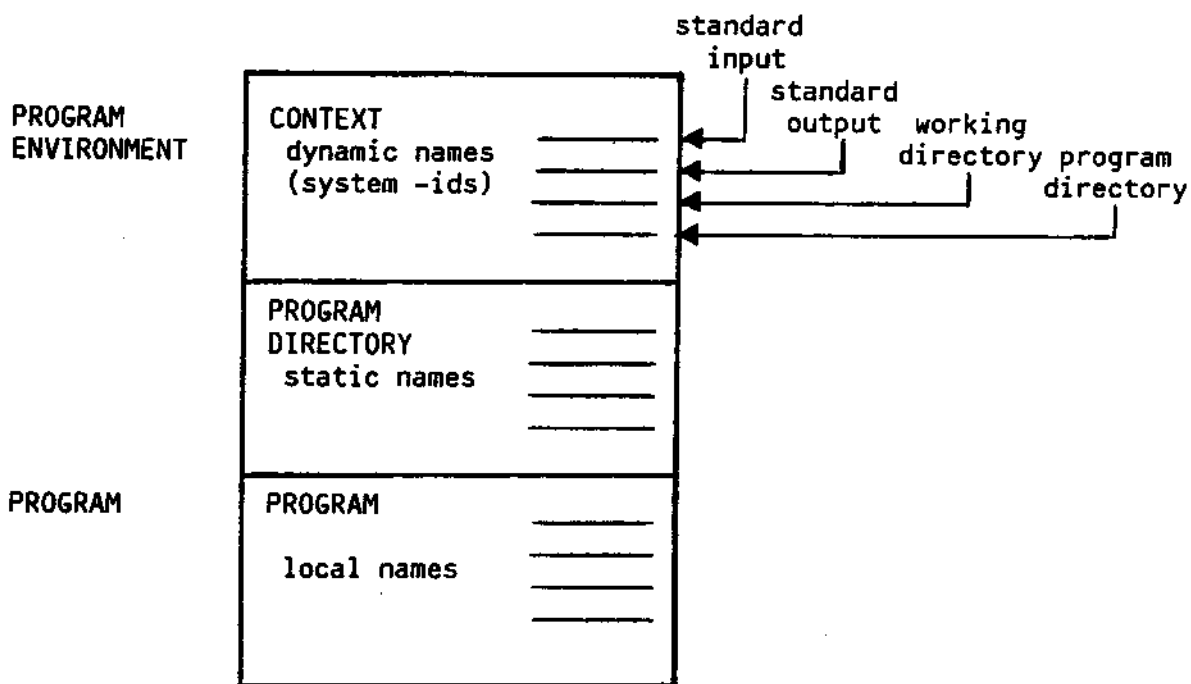 standard
input
standard
output
working
directory
program
directory
PROGRAM
ENVIRONMENT
CONTEXT
dynamic names
(system -ids)
PROGRAM
DIRECTORY
static names
PROGRAM
PROGRAM
local names